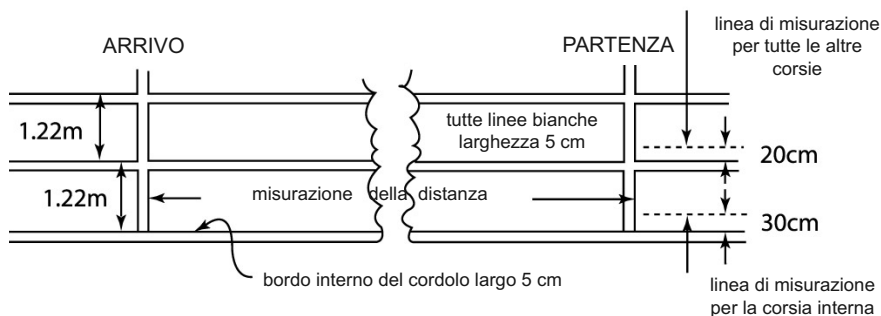 ARRIVO
PARTENZA
linea di misurazione
per tutte le altre
corsie
1.22m
tutte linee bianche
larghezza 5 cm
20cm
1.22m
misurazione della distanza
30cm
bordo interno del cordolo largo 5 cm
linea di misurazione
per la corsia interna